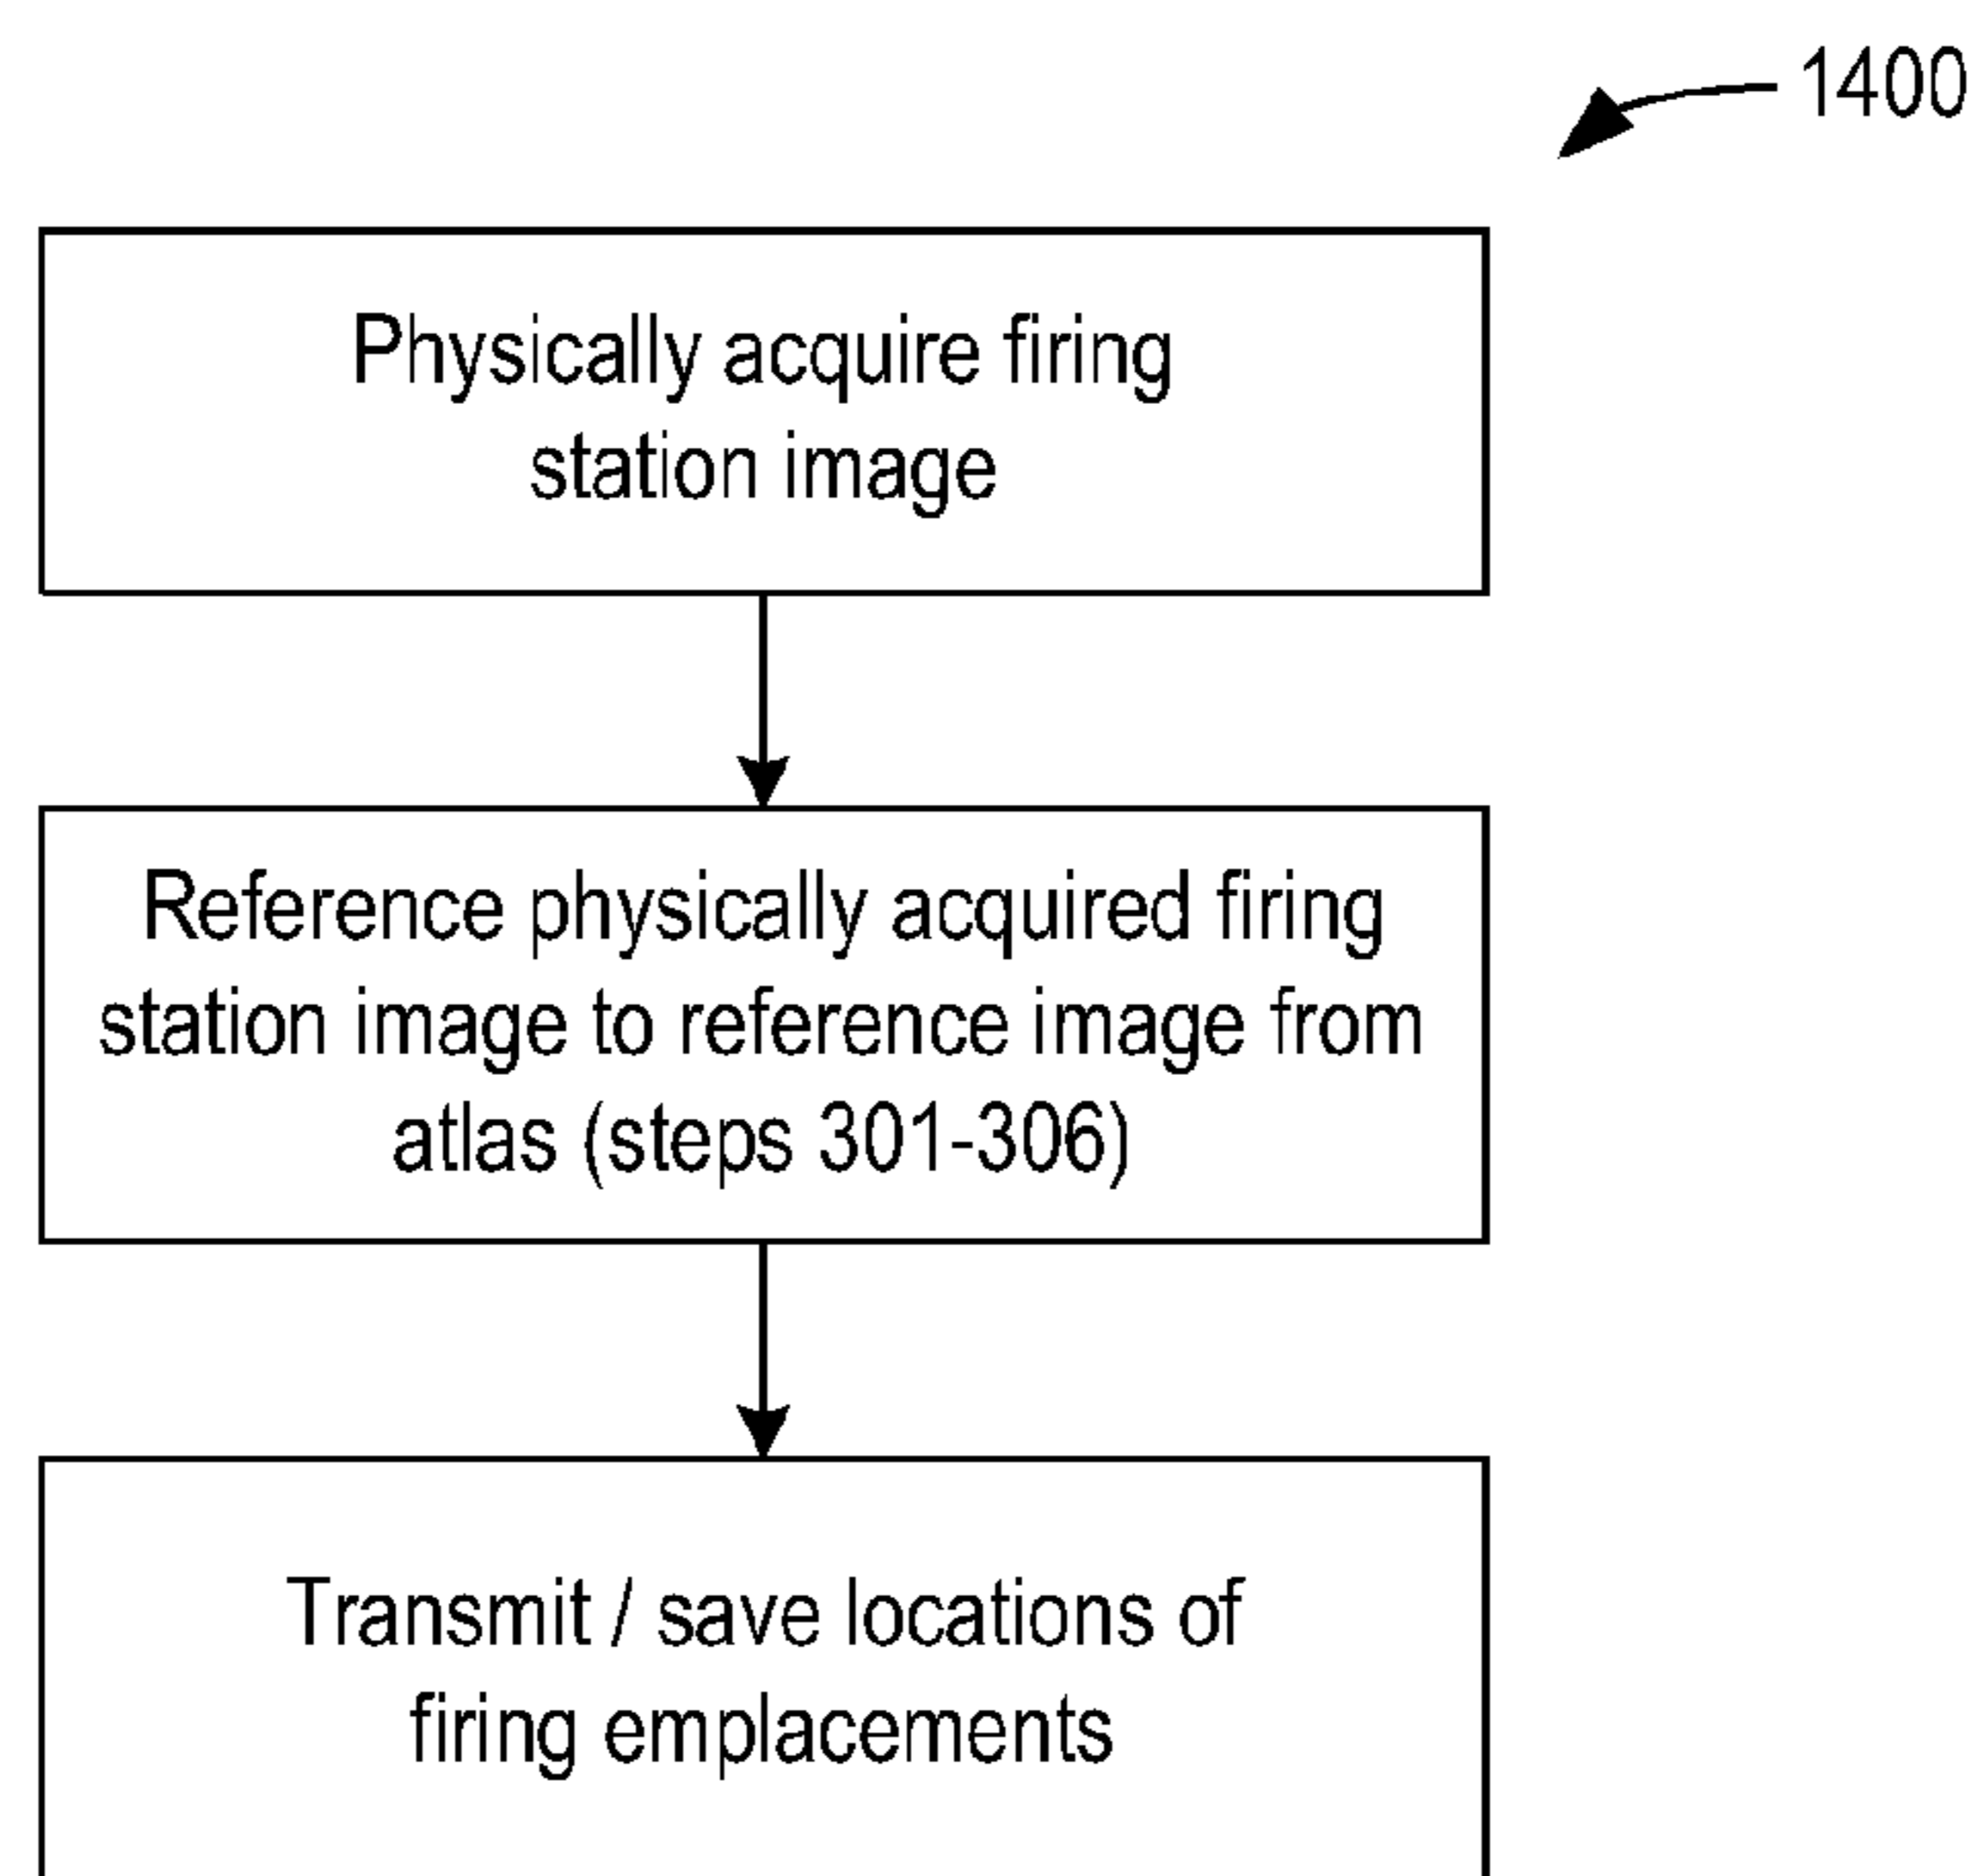 1400
Physically acquire firing
station image
Reference physically acquired firing
station image to reference image from
atlas (steps 301-306)
Transmit / save locations of
firing emplacements